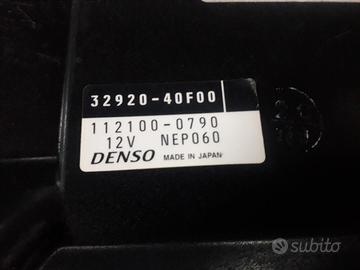 32920-40F00
112100-0790
12V NEP060
DENSO MADE IN JAPAN
subito